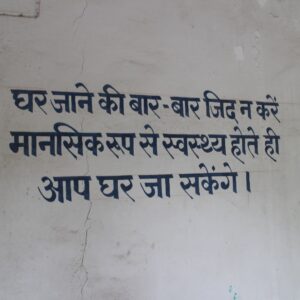 घर जाने की बार-बार जिद न करें
मानसिक रूप से स्वस्थ्य होते ही
आप घर जा सकेंगे।